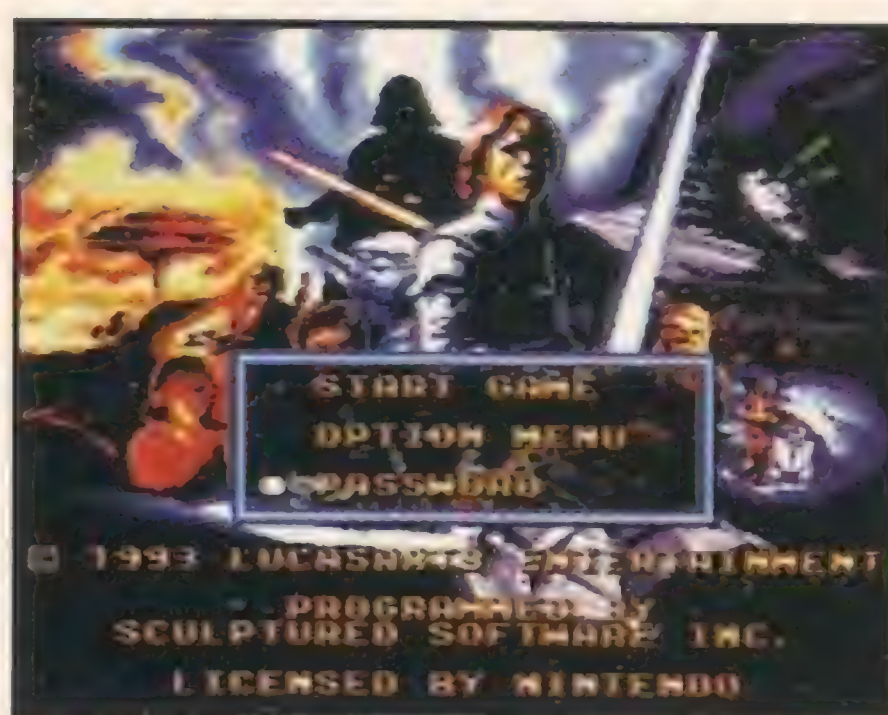 START GAME
OPTION MENU
PASSWORD
© 1993 LUCASARTS ENTERTAINMENT
PROGRAMMED BY
SCULPTURED SOFTWARE INC.
LICENSED BY NINTENDO